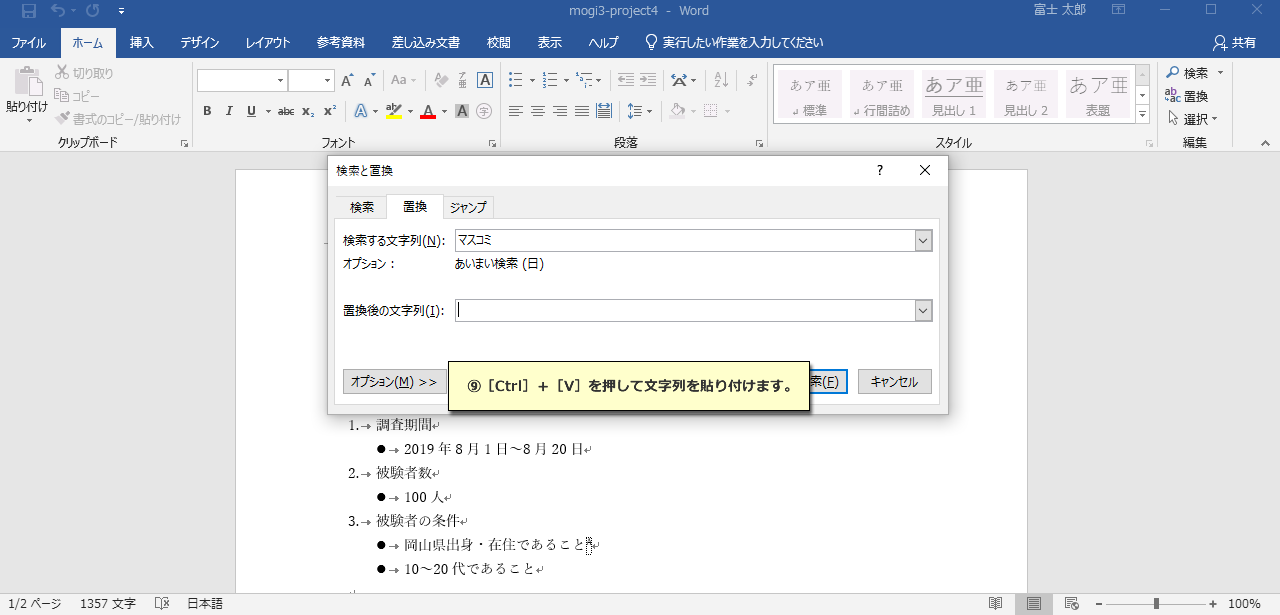 mogi3-project4 - Word
富士 太郎
ファイル ホーム 挿入 デザイン レイアウト 参考資料 差し込み文書 校閲 表示 ヘルプ 実行したい作業を入力してください 共有
貼り付け
切り取り
コピー
書式のコピー/貼り付け
クリップボード
フォント
段落
あア亜 あア亜 あア亜 あア亜 あア亜
↲標準 ↲行間詰め 見出し 1 見出し 2 表題
スタイル
検索
置換
選択
編集
検索と置換
検索 置換 ジャンプ
検索する文字列(N): マスコミ
オプション : あいまい検索 (日)
置換後の文字列(I):
オプション(M) >>
⑨［Ctrl］＋［V］を押して文字列を貼り付けます。
索(F)
キャンセル
1.→ 調査期間↵
●→ 2019 年 8 月 1 日～8 月 20 日↵
2.→ 被験者数↵
●→ 100 人↵
3.→ 被験者の条件↵
●→ 岡山県出身・在住であること↵
●→ 10～20 代であること↵
1/2 ページ 1357 文字 日本語 100%